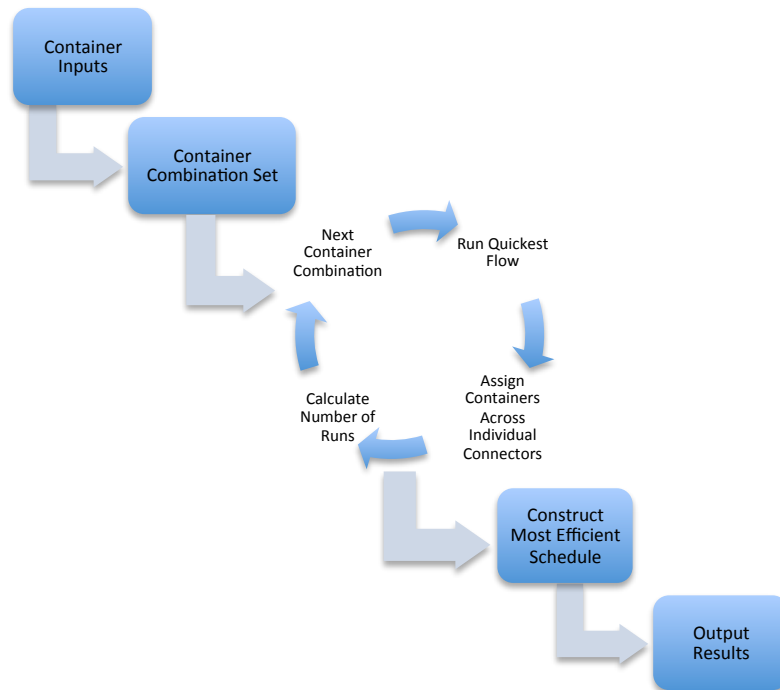 Container
Inputs
Container
Combination Set
Next
Container
Combination
Run Quickest
Flow
Assign
Containers
Across
Individual
Connectors
Calculate
Number of
Runs
Construct
Most Efficient
Schedule
Output
Results